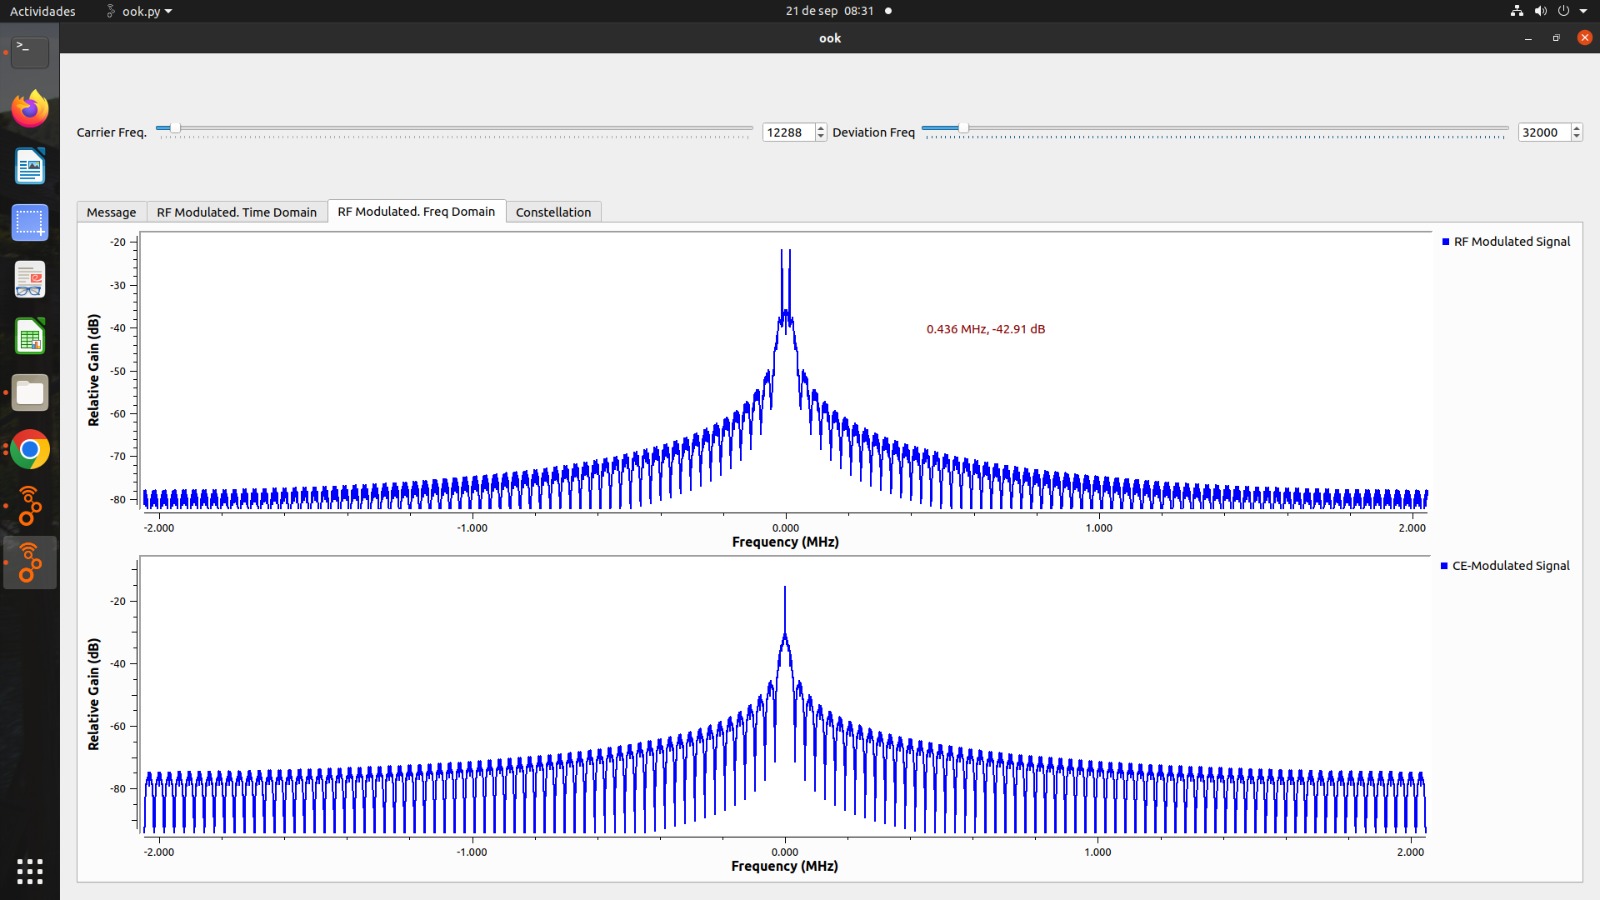 Actividades ook.py 21 de sep 08:31
ook
Carrier Freq. 12288 Deviation Freq 32000
Message RF Modulated. Time Domain RF Modulated. Freq Domain Constellation
-20
-30
-40
-50
-60
-70
-80
Relative Gain (dB)
0.436 MHz, -42.91 dB
RF Modulated Signal
-2.000 -1.000 0.000 1.000 2.000
Frequency (MHz)
-20
-40
-60
-80
Relative Gain (dB)
CE-Modulated Signal
-2.000 -1.000 0.000 1.000 2.000
Frequency (MHz)